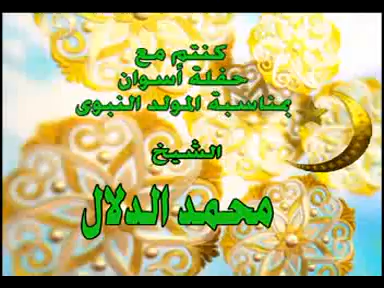 كنتم مع
حفلة أسوان
بمناسبة المولد النبوى
الشيخ
محمد الدلال